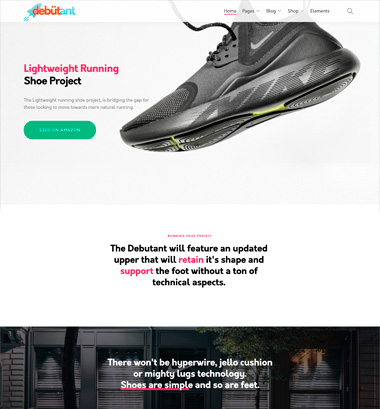 debütant
Home Pages Blog Shop Elements
Lightweight Running
Shoe Project
The Lightweight running shoe project, is bridging the gap for
those looking to move towards more natural running.
ON AMAZON
RUNNING SHOE PROJECT
The Debutant will feature an updated
upper that will retain it's shape and
support the foot without a ton of
technical aspects.
There won't be hyperwire, jello cushion
or mighty lugs technology.
Shoes are simple and so are feet.